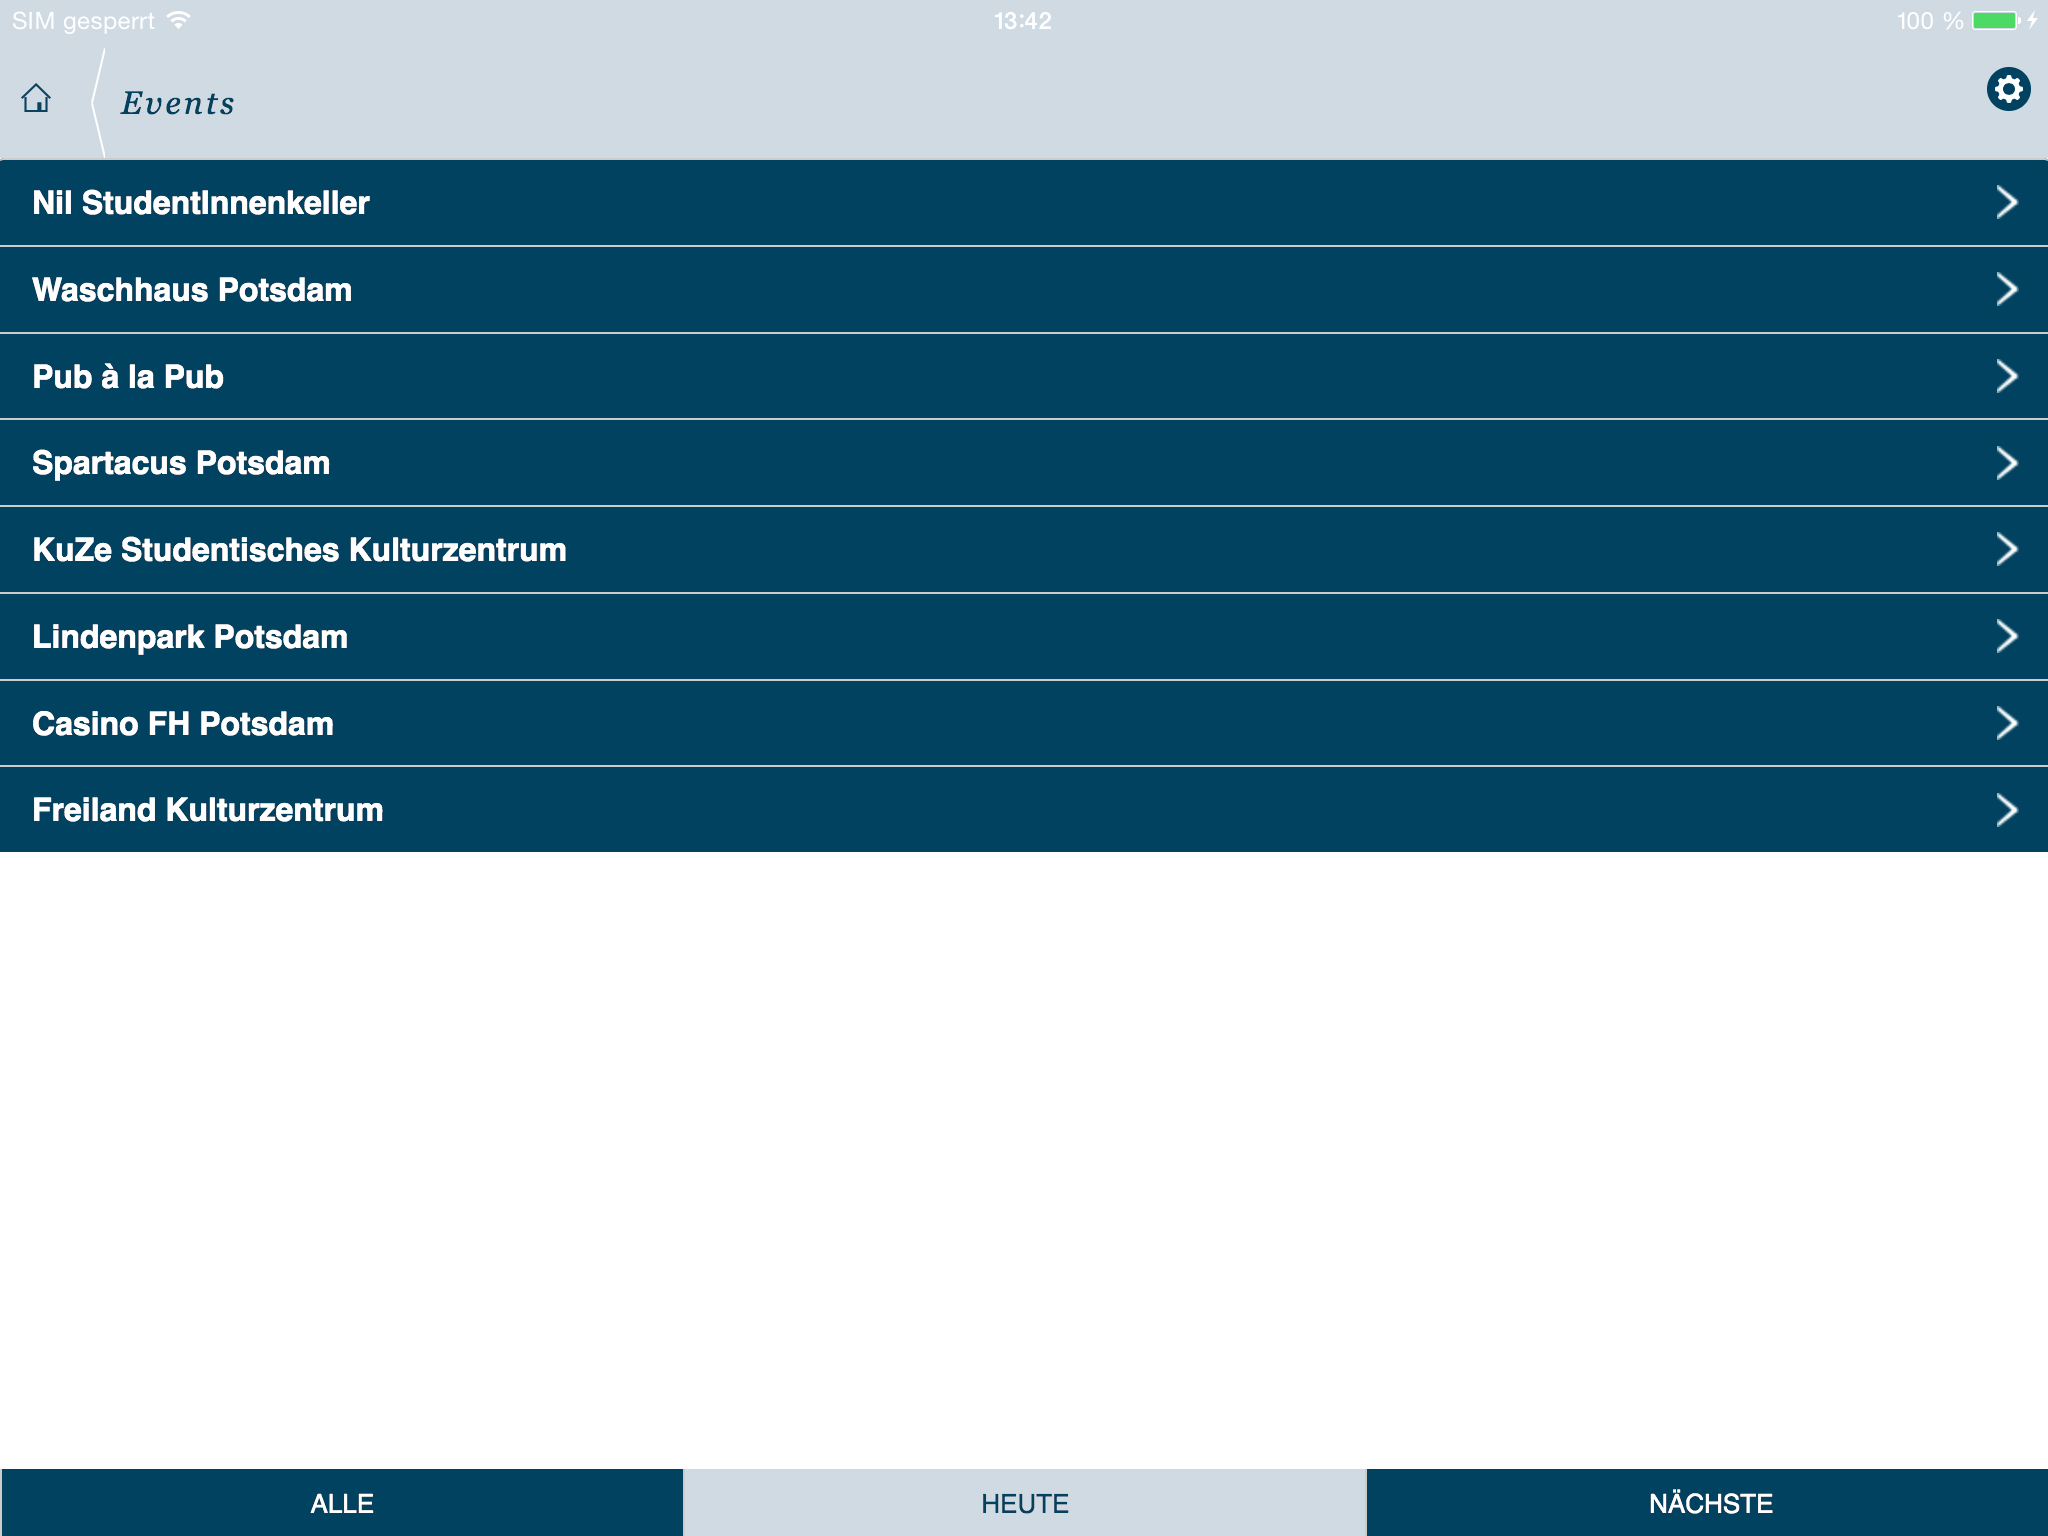 SIM gesperrt
13:42
100 %
Events
Nil StudentInnenkeller
Waschhaus Potsdam
Pub à la Pub
Spartacus Potsdam
KuZe Studentisches Kulturzentrum
Lindenpark Potsdam
Casino FH Potsdam
Freiland Kulturzentrum
ALLE
HEUTE
NÄCHSTE